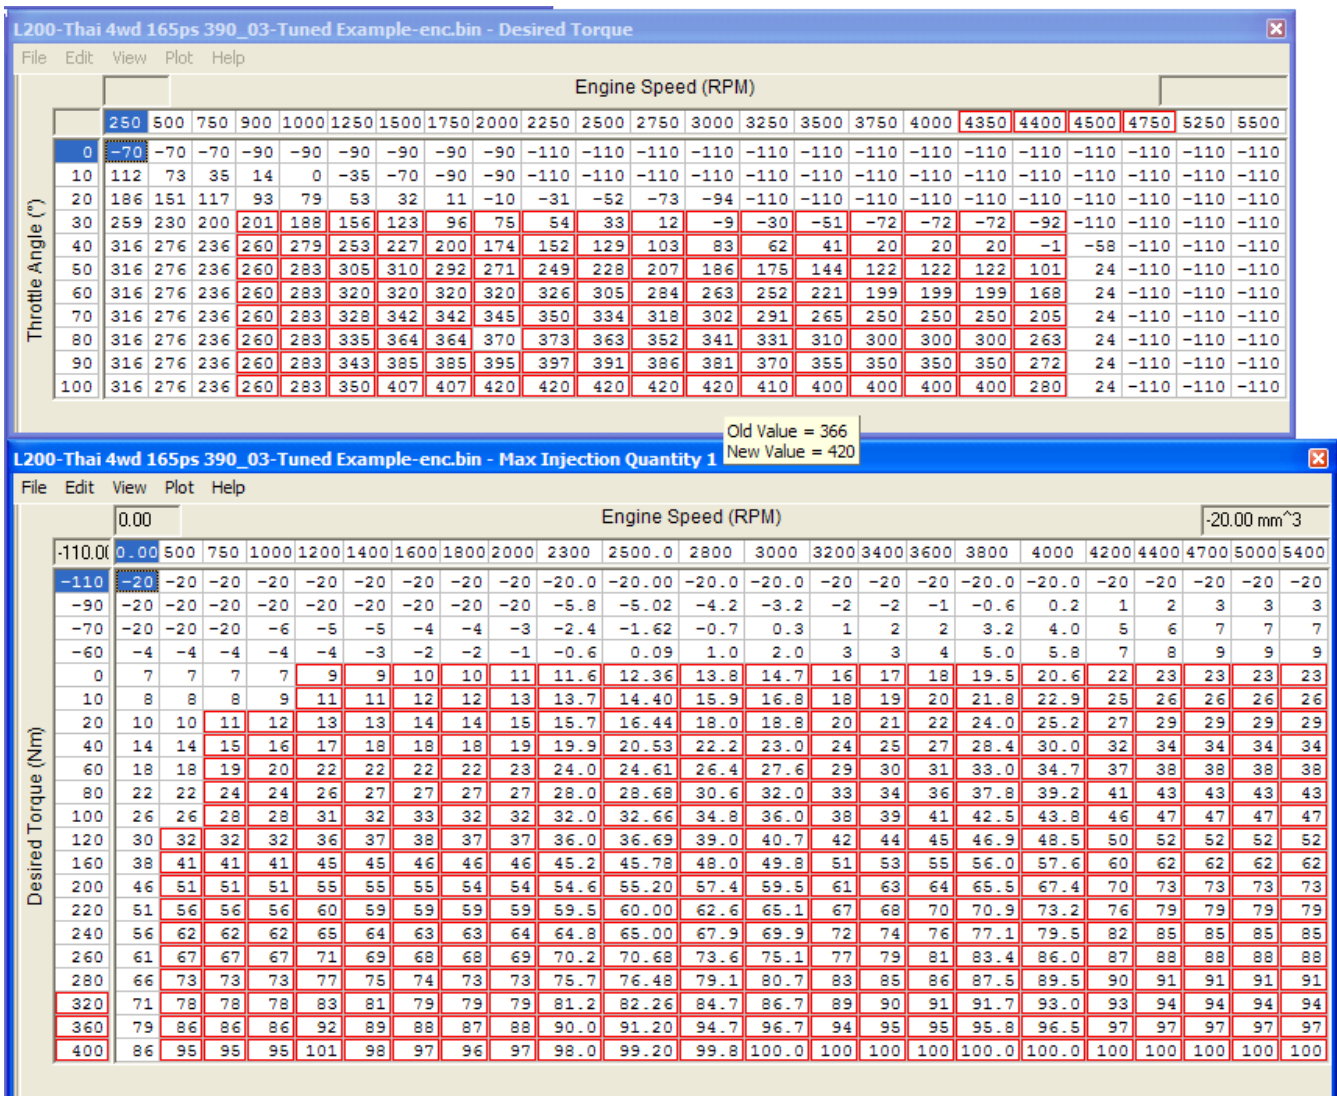 L200-Thai 4wd 165ps 390_03-Tuned Example-enc.bin - Desired Torque
File Edit View Plot Help
Engine Speed (RPM)
250 500 750 900 1000 1250 1500 1750 2000 2250 2500 2750 3000 3250 3500 3750 4000 4350 4400 4500 4750 5250 5500
Throttle Angle (°)
0 -70 -70 -70 -90 -90 -90 -90 -90 -90 -110 -110 -110 -110 -110 -110 -110 -110 -110 -110 -110 -110 -110 -110
10 112 73 35 14 0 -35 -70 -90 -90 -110 -110 -110 -110 -110 -110 -110 -110 -110 -110 -110 -110 -110 -110
20 186 151 117 93 79 53 32 11 -10 -31 -52 -73 -94 -110 -110 -110 -110 -110 -110 -110 -110 -110 -110
30 259 230 200 201 188 156 123 96 75 54 33 12 -9 -30 -51 -72 -72 -72 -92 -110 -110 -110 -110
40 316 276 236 260 279 253 227 200 174 152 129 103 83 62 41 20 20 20 -1 -58 -110 -110 -110
50 316 276 236 260 283 305 310 292 271 249 228 207 186 175 144 122 122 122 101 24 -110 -110 -110
60 316 276 236 260 283 320 320 320 320 326 305 284 263 252 221 199 199 199 168 24 -110 -110 -110
70 316 276 236 260 283 328 342 342 345 350 334 318 302 291 265 250 250 250 205 24 -110 -110 -110
80 316 276 236 260 283 335 364 364 370 373 363 352 341 331 310 300 300 300 263 24 -110 -110 -110
90 316 276 236 260 283 343 385 385 395 397 391 386 381 370 355 350 350 350 272 24 -110 -110 -110
100 316 276 236 260 283 350 407 407 420 420 420 420 420 410 400 400 400 400 280 24 -110 -110 -110
Old Value = 366
New Value = 420
L200-Thai 4wd 165ps 390_03-Tuned Example-enc.bin - Max Injection Quantity 1
File Edit View Plot Help
0.00 Engine Speed (RPM) -20.00 mm^3
-110.0( 0.00 500 750 1000 1200 1400 1600 1800 2000 2300 2500.0 2800 3000 3200 3400 3600 3800 4000 4200 4400 4700 5000 5400
Desired Torque (Nm)
-110 -20 -20 -20 -20 -20 -20 -20 -20 -20 -20.0 -20.00 -20.0 -20.0 -20 -20 -20 -20.0 -20.0 -20 -20 -20 -20 -20
-90 -20 -20 -20 -20 -20 -20 -20 -20 -20 -5.8 -5.02 -4.2 -3.2 -2 -2 -1 -0.6 0.2 1 2 3 3 3
-70 -20 -20 -20 -6 -5 -5 -4 -4 -3 -2.4 -1.62 -0.7 0.3 1 2 2 3.2 4.0 5 6 7 7 7
-60 -4 -4 -4 -4 -4 -3 -2 -2 -1 -0.6 0.09 1.0 2.0 3 3 4 5.0 5.8 7 8 9 9 9
0 7 7 7 7 9 9 10 10 11 11.6 12.36 13.8 14.7 16 17 18 19.5 20.6 22 23 23 23 23
10 8 8 8 9 11 11 12 12 13 13.7 14.40 15.9 16.8 18 19 20 21.8 22.9 25 26 26 26 26
20 10 10 11 12 13 13 14 14 15 15.7 16.44 18.0 18.8 20 21 22 24.0 25.2 27 29 29 29 29
40 14 14 15 16 17 18 18 18 19 19.9 20.53 22.2 23.0 24 25 27 28.4 30.0 32 34 34 34 34
60 18 18 19 20 22 22 22 22 23 24.0 24.61 26.4 27.6 29 30 31 33.0 34.7 37 38 38 38 38
80 22 22 24 24 26 27 27 27 27 28.0 28.68 30.6 32.0 33 34 36 37.8 39.2 41 43 43 43 43
100 26 26 28 28 31 32 33 32 32 32.0 32.66 34.8 36.0 38 39 41 42.5 43.8 46 47 47 47 47
120 30 32 32 32 36 37 38 37 37 36.0 36.69 39.0 40.7 42 44 45 46.9 48.5 50 52 52 52 52
160 38 41 41 41 45 45 46 46 46 45.2 45.78 48.0 49.8 51 53 55 56.0 57.6 60 62 62 62 62
200 46 51 51 51 55 55 55 54 54 54.6 55.20 57.4 59.5 61 63 64 65.5 67.4 70 73 73 73 73
220 51 56 56 56 60 59 59 59 59 59.5 60.00 62.6 65.1 67 68 70 70.9 73.2 76 79 79 79 79
240 56 62 62 62 65 64 63 63 64 64.8 65.00 67.9 69.9 72 74 76 77.1 79.5 82 85 85 85 85
260 61 67 67 67 71 69 68 68 69 70.2 70.68 73.6 75.1 77 79 81 83.4 86.0 87 88 88 88 88
280 66 73 73 73 77 75 74 73 73 75.7 76.48 79.1 80.7 83 85 86 87.5 89.5 90 91 91 91 91
320 71 78 78 78 83 81 79 79 79 81.2 82.26 84.7 86.7 89 90 91 91.7 93.0 93 94 94 94 94
360 79 86 86 86 92 89 88 87 88 90.0 91.20 94.7 96.7 94 95 95 95.8 96.5 97 97 97 97 97
400 86 95 95 95 101 98 97 96 97 98.0 99.20 99.8 100.0 100 100 100 100.0 100.0 100 100 100 100 100